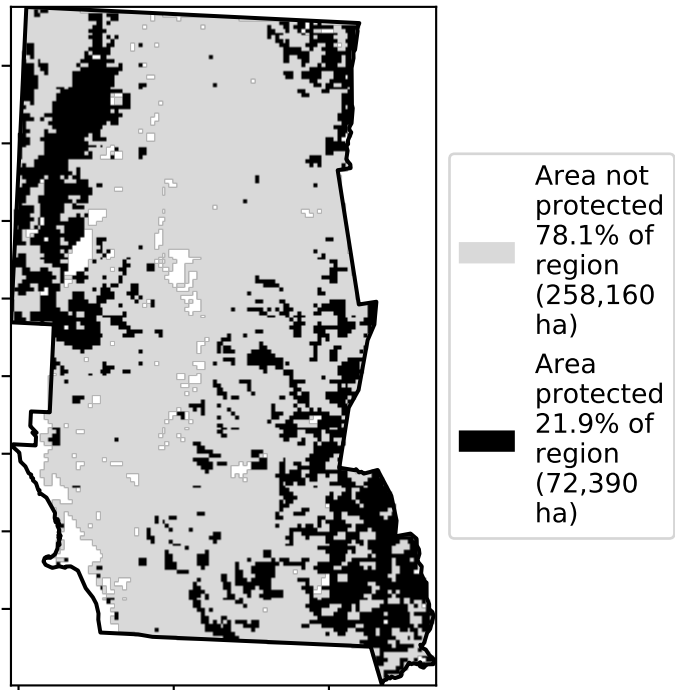 Area not
protected
78.1% of
region
(258,160
ha)
Area
protected
21.9% of
region
(72,390
ha)